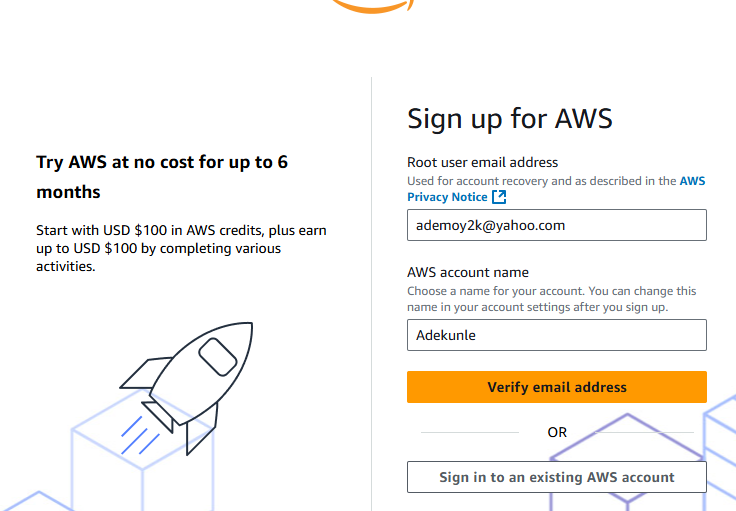 Try AWS at no cost for up to 6
months
Start with USD $100 in AWS credits, plus earn
up to USD $100 by completing various
activities.
Sign up for AWS
Root user email address
Used for account recovery and as described in the AWS
Privacy Notice
ademoy2k@yahoo.com
AWS account name
Choose a name for your account. You can change this
name in your account settings after you sign up.
Adekunle
Verify email address
OR
Sign in to an existing AWS account